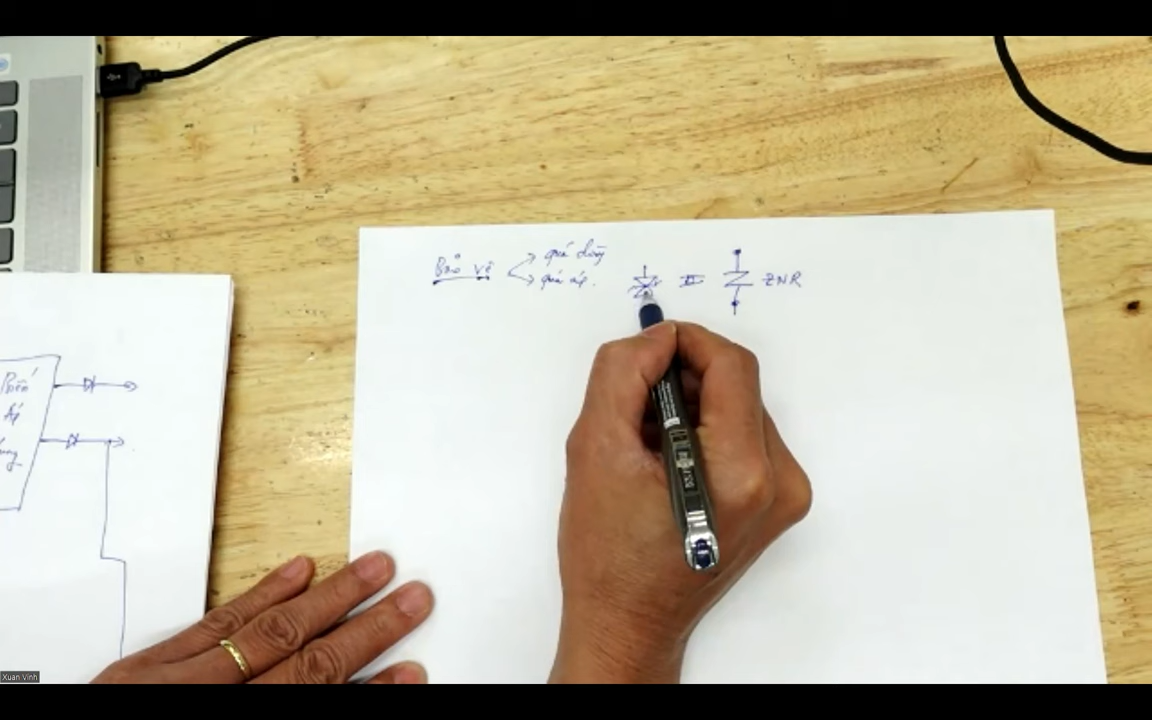 Bảo vệ
quá dòng
quá áp.
ZNR
Biến
Áp
Xuan Vinh